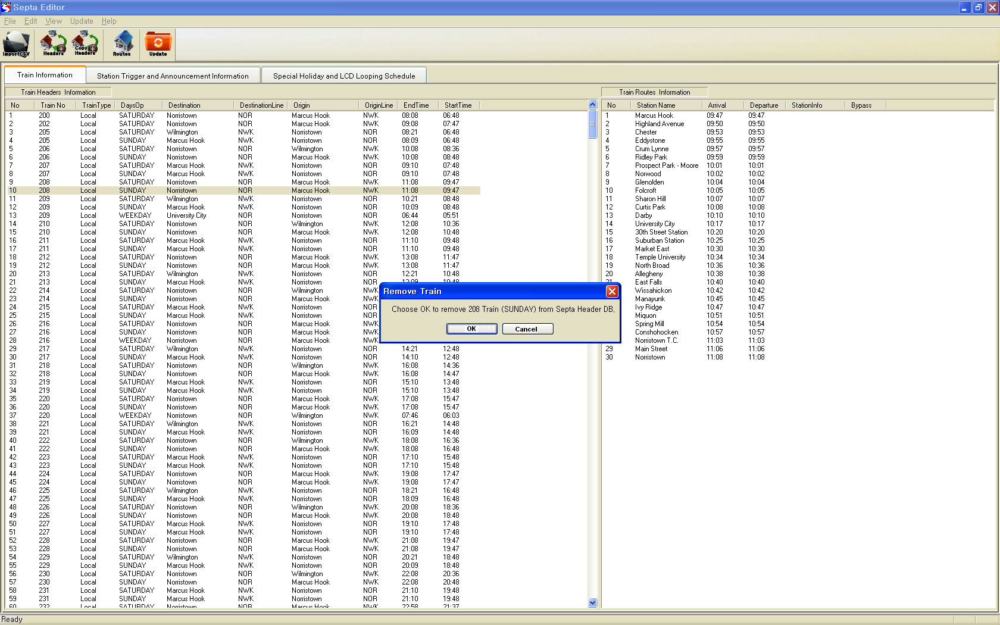 Septa Editor
File Edit View Update Help
ImportCSV Headers Copy Headers Routes Update
Train Information Station Trigger and Announcement Information Special Holiday and LCD Looping Schedule
Train Headers Information
No Train No TrainType DaysOp Destination DestinationLine Origin OriginLine EndTime StartTime
1 200 Local SATURDAY Norristown NOR Marcus Hook NWK 08:08 06:48
2 202 Local SATURDAY Norristown NOR Marcus Hook NWK 09:08 07:47
3 205 Local SATURDAY Wilmington NWK Norristown NOR 08:21 06:48
4 205 Local SUNDAY Marcus Hook NWK Norristown NOR 08:09 06:48
5 206 Local SATURDAY Norristown NOR Wilmington NWK 10:08 08:36
6 206 Local SUNDAY Norristown NOR Marcus Hook NWK 10:08 08:48
7 207 Local SATURDAY Marcus Hook NWK Norristown NOR 09:10 07:48
8 207 Local SUNDAY Marcus Hook NWK Norristown NOR 09:10 07:48
9 208 Local SATURDAY Norristown NOR Marcus Hook NWK 11:08 09:47
10 208 Local SUNDAY Norristown NOR Marcus Hook NWK 11:08 09:47
11 209 Local SATURDAY Wilmington NWK Norristown NOR 10:21 08:48
12 209 Local SUNDAY Marcus Hook NWK Norristown NOR 10:09 08:48
13 209 Local WEEKDAY University City NOR Norristown NOR 06:44 05:51
14 210 Local SATURDAY Norristown NOR Wilmington NWK 12:08 10:36
15 210 Local SUNDAY Norristown NOR Marcus Hook NWK 12:08 10:48
16 211 Local SATURDAY Marcus Hook NWK Norristown NOR 11:10 09:48
17 211 Local SUNDAY Marcus Hook NWK Norristown NOR 11:10 09:48
18 212 Local SATURDAY Norristown NOR Marcus Hook NWK 13:08 11:47
19 212 Local SUNDAY Norristown NOR Marcus Hook NWK 13:08 11:47
20 213 Local SATURDAY Wilmington NWK Norristown NOR 12:21 10:48
21 213 Local SUNDAY Marcus Hook NWK Norristown NOR 12:09 10:48
22 214 Local SATURDAY Norristown NOR Wilmington NWK
23 214 Local SUNDAY Norristown NOR Marcus Hook NWK
24 215 Local SATURDAY Marcus Hook NWK Norristown NOR
25 215 Local SUNDAY Marcus Hook NWK Norristown NOR
26 216 Local SATURDAY Norristown NOR Marcus Hook NWK
27 216 Local SUNDAY Norristown NOR Marcus Hook NWK
28 216 Local WEEKDAY Norristown NOR Marcus Hook NWK
29 217 Local SATURDAY Wilmington NWK Norristown NOR 14:21 12:48
30 217 Local SUNDAY Marcus Hook NWK Norristown NOR 14:10 12:48
31 218 Local SATURDAY Norristown NOR Wilmington NWK 16:08 14:36
32 218 Local SUNDAY Norristown NOR Marcus Hook NWK 16:08 14:47
33 219 Local SATURDAY Marcus Hook NWK Norristown NOR 15:10 13:48
34 219 Local SUNDAY Marcus Hook NWK Norristown NOR 15:10 13:48
35 220 Local SATURDAY Norristown NOR Marcus Hook NWK 17:08 15:47
36 220 Local SUNDAY Norristown NOR Marcus Hook NWK 17:08 15:47
37 220 Local WEEKDAY Norristown NOR Wilmington NWK 07:46 06:03
38 221 Local SATURDAY Wilmington NWK Norristown NOR 16:21 14:48
39 221 Local SUNDAY Marcus Hook NWK Norristown NOR 16:09 14:48
40 222 Local SATURDAY Norristown NOR Wilmington NWK 18:08 16:36
41 222 Local SUNDAY Norristown NOR Marcus Hook NWK 18:08 16:48
42 223 Local SATURDAY Marcus Hook NWK Norristown NOR 17:10 15:48
43 223 Local SUNDAY Marcus Hook NWK Norristown NOR 17:10 15:48
44 224 Local SATURDAY Norristown NOR Marcus Hook NWK 19:08 17:47
45 224 Local SUNDAY Norristown NOR Marcus Hook NWK 19:08 17:47
46 225 Local SATURDAY Wilmington NWK Norristown NOR 18:21 16:48
47 225 Local SUNDAY Marcus Hook NWK Norristown NOR 18:09 16:48
48 226 Local SATURDAY Norristown NOR Wilmington NWK 20:08 18:36
49 226 Local SUNDAY Norristown NOR Marcus Hook NWK 20:08 18:48
50 227 Local SATURDAY Marcus Hook NWK Norristown NOR 19:10 17:48
51 227 Local SUNDAY Marcus Hook NWK Norristown NOR 19:10 17:48
52 228 Local SATURDAY Norristown NOR Marcus Hook NWK 21:08 19:47
53 228 Local SUNDAY Norristown NOR Marcus Hook NWK 21:08 19:47
54 229 Local SATURDAY Wilmington NWK Norristown NOR 20:21 18:48
55 229 Local SUNDAY Marcus Hook NWK Norristown NOR 20:09 18:48
56 230 Local SATURDAY Norristown NOR Wilmington NWK 22:08 20:36
57 230 Local SUNDAY Norristown NOR Marcus Hook NWK 22:08 20:48
58 231 Local SATURDAY Marcus Hook NWK Norristown NOR 21:10 19:48
59 231 Local SUNDAY Marcus Hook NWK Norristown NOR 21:10 19:48
60 232 Local SATURDAY Norristown NOR Marcus Hook NWK 22:58 21:37
Train Routes Information
No Station Name Arrival Departure StationInfo Bypass
1 Marcus Hook 09:47 09:47
2 Highland Avenue 09:50 09:50
3 Chester 09:53 09:53
4 Eddystone 09:55 09:55
5 Crum Lynne 09:57 09:57
6 Ridley Park 09:59 09:59
7 Prospect Park - Moore 10:01 10:01
8 Norwood 10:02 10:02
9 Glenolden 10:04 10:04
10 Folcroft 10:05 10:05
11 Sharon Hill 10:07 10:07
12 Curtis Park 10:08 10:08
13 Darby 10:10 10:10
14 University City 10:17 10:17
15 30th Street Station 10:20 10:20
16 Suburban Station 10:25 10:25
17 Market East 10:30 10:30
18 Temple University 10:34 10:34
19 North Broad 10:36 10:36
20 Allegheny 10:38 10:38
21 East Falls 10:40 10:40
Wissahickon 10:42 10:42
Manayunk 10:45 10:45
Ivy Ridge 10:47 10:47
Miquon 10:51 10:51
Spring Mill 10:54 10:54
Conshohocken 10:57 10:57
Norristown T.C. 11:03 11:03
29 Main Street 11:06 11:06
30 Norristown 11:08 11:08
Remove Train
Choose OK to remove 208 Train (SUNDAY) from Septa Header DB,
OK Cancel
Ready